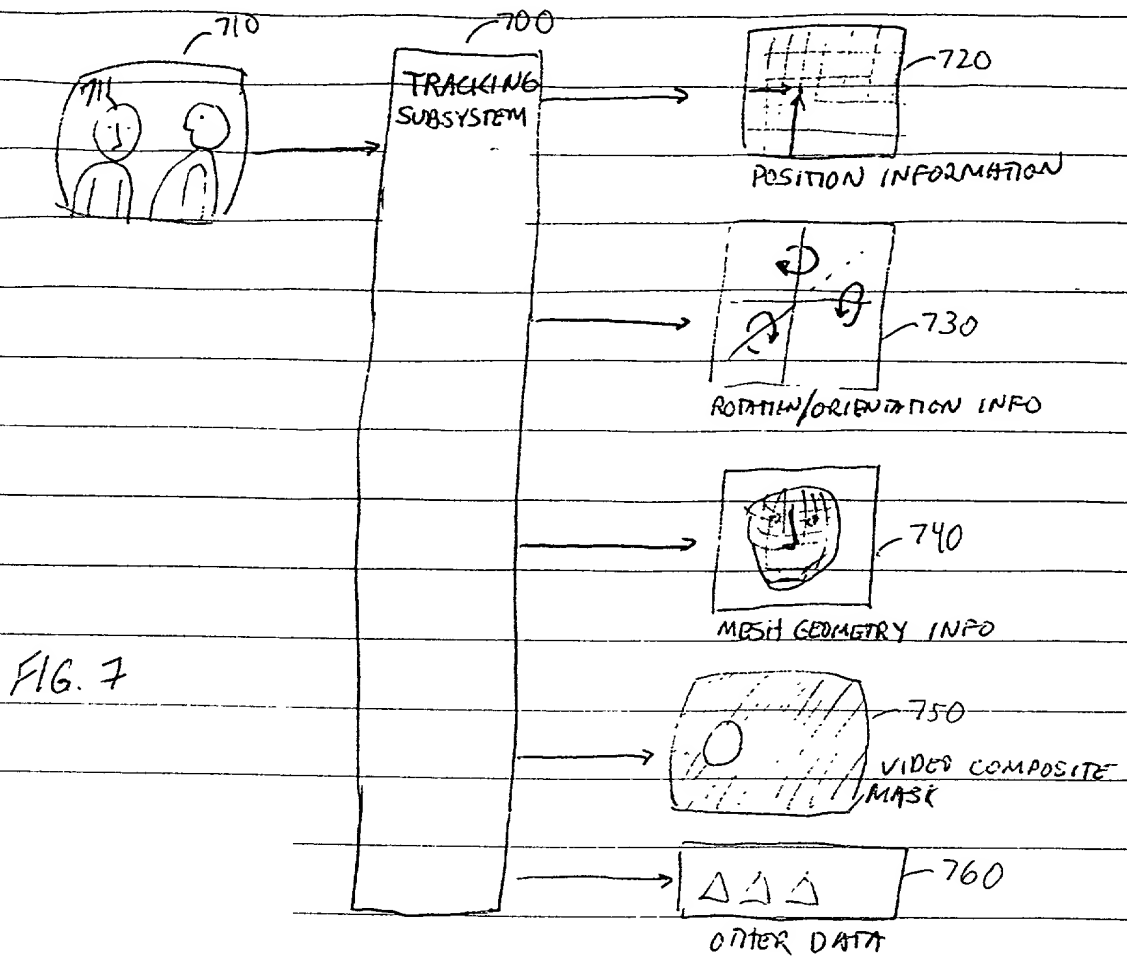 710
711
700
TRACKING
SUBSYSTEM
720
POSITION INFORMATION
730
ROTATION/ORIENTATION INFO
740
MESH GEOMETRY INFO
FIG. 7
750
VIDEO COMPOSITE
MASK
760
OTHER DATA